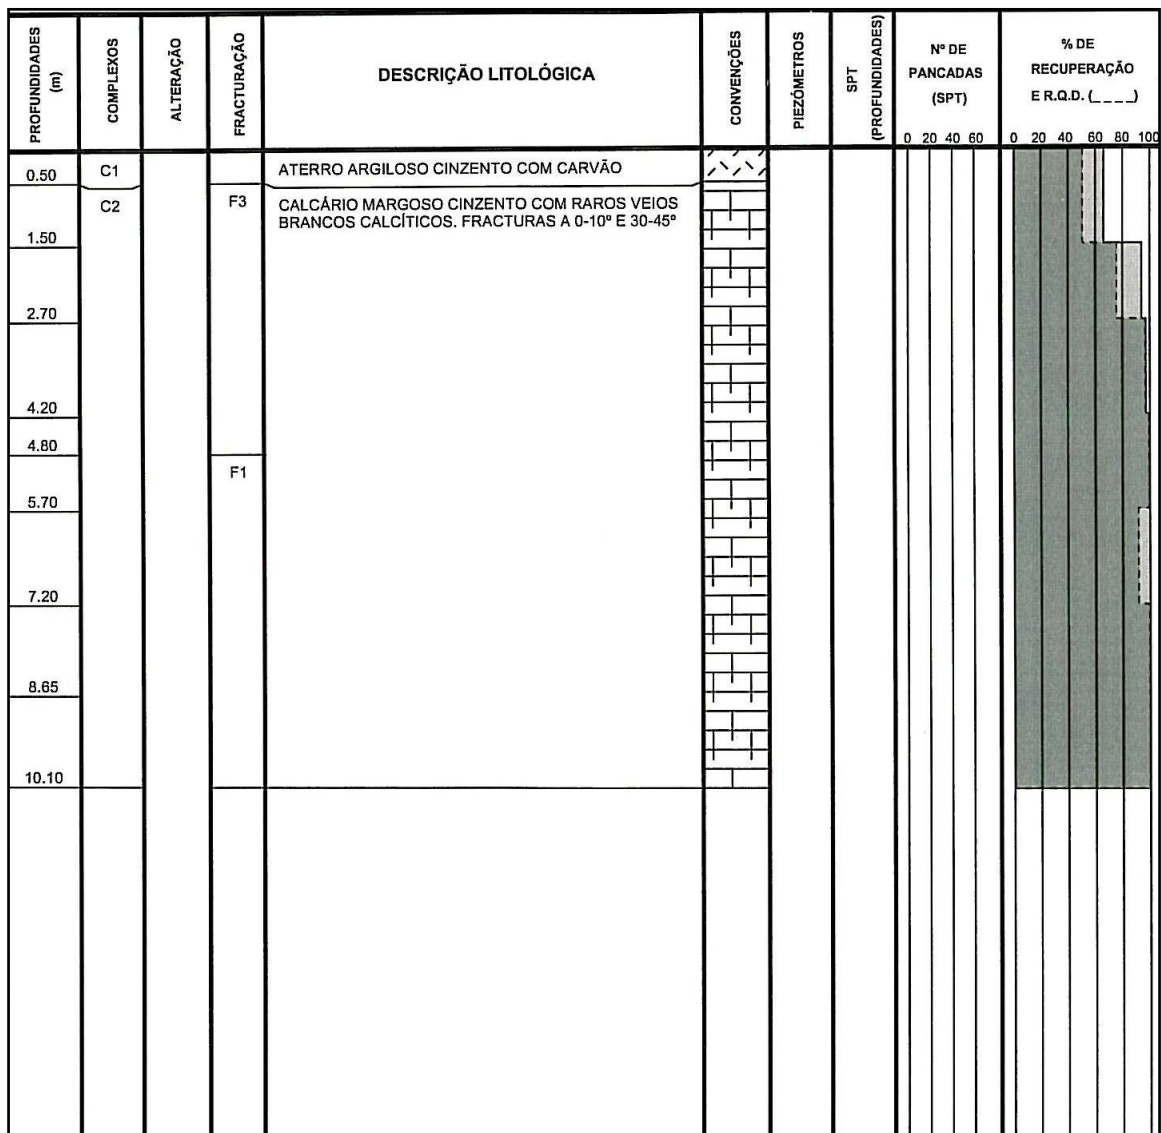 PROFUNDIDADES
(m)
COMPLEXOS
ALTERAÇÃO
FRACTURAÇÃO
DESCRIÇÃO LITOLÓGICA
CONVENÇÕES
PIEZÓMETROS
SPT
(PROFUNDIDADES)
Nº DE
PANCADAS
(SPT)
0 20 40 60
% DE
RECUPERAÇÃO
E R.Q.D. (_ _ _ _)
0 20 40 60 80 100
0.50
C1
ATERRO ARGILOSO CINZENTO COM CARVÃO
C2
F3
CALCÁRIO MARGOSO CINZENTO COM RAROS VEIOS
BRANCOS CALCÍTICOS. FRACTURAS A 0-10º E 30-45º
1.50
2.70
4.20
4.80
F1
5.70
7.20
8.65
10.10